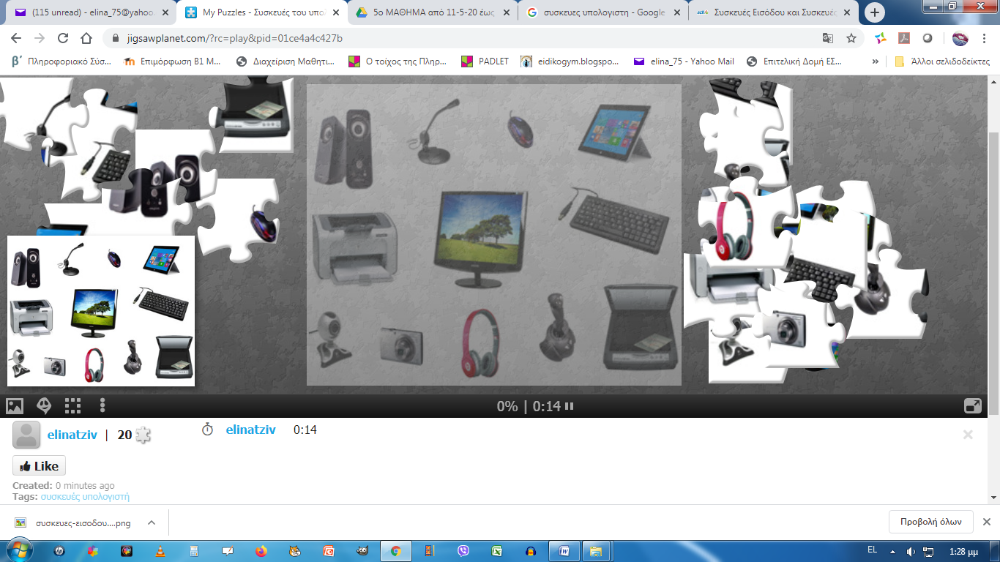 (115 unread) - elina_75@yahoo.
My Puzzles - Συσκευές του υπο
5ο ΜΑΘΗΜΑ από 11-5-20 έως
συσκευες υπολογιστη - Google
Συσκευές Εισόδου και Συσκευές
jigsawplanet.com/?rc=play&pid=01ce4a4c427b
Πληροφοριακό Σύσ...
Επιμόρφωση Β1 Μ...
Διαχείριση Μαθητι...
Ο τοίχος της Πληρ...
PADLET
eidikogym.blogspo...
elina_75 - Yahoo Mail
Επιτελική Δομή ΕΣ...
»
Άλλοι σελιδοδείκτες
0% | 0:14
elinatziv | 20
elinatziv 0:14
Like
Created: 0 minutes ago
Tags: συσκευές υπολογιστή
συσκευες-εισοδου....png
Προβολή όλων
EL
1:28 μμ